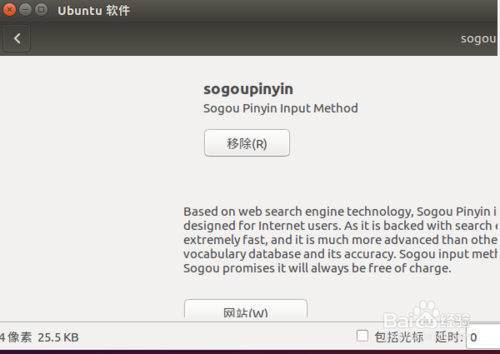 Ubuntu 软件
sogou
sogoupinyin
Sogou Pinyin Input Method
移除(R)
Based on web search engine technology, Sogou Pinyin i
designed for Internet users. As it is backed with search
extremely fast, and it is much more advanced than othe
vocabulary database and its accuracy. Sogou input meth
Sogou promises it will always be free of charge.
网站(W)
4像素 25.5 KB
包括光标 延时: 0
Baidu 经验